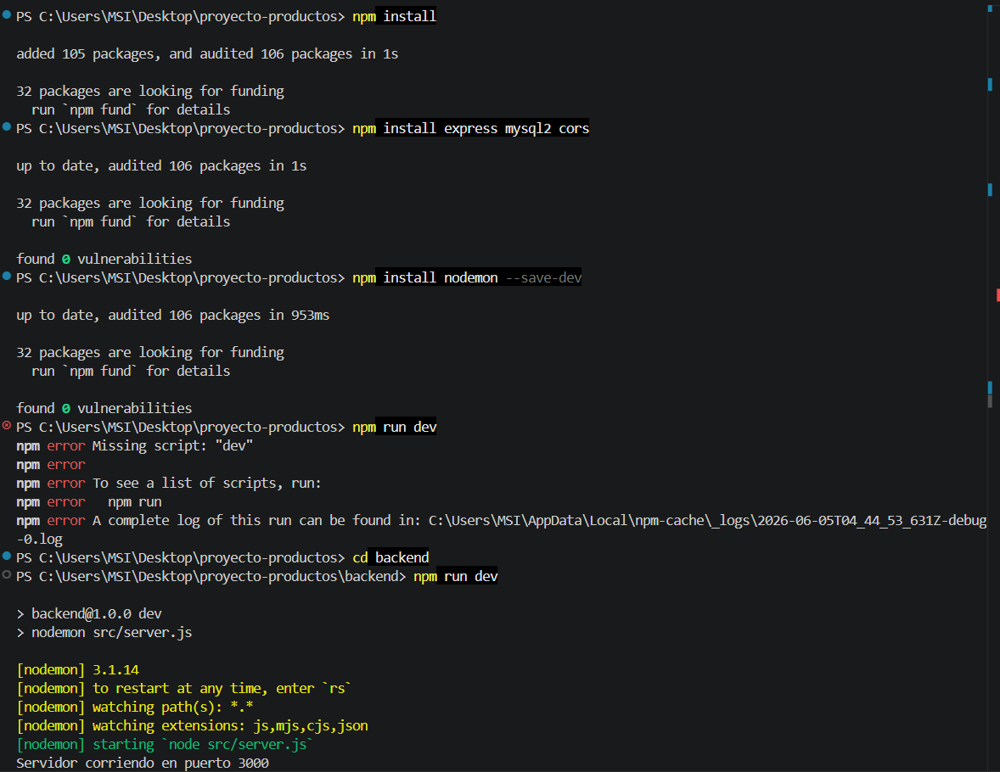 PS C:\Users\MSI\Desktop\proyecto-productos> npm install
added 105 packages, and audited 106 packages in 1s
32 packages are looking for funding
  run `npm fund` for details
PS C:\Users\MSI\Desktop\proyecto-productos> npm install express mysql2 cors
up to date, audited 106 packages in 1s
32 packages are looking for funding
  run `npm fund` for details
found 0 vulnerabilities
PS C:\Users\MSI\Desktop\proyecto-productos> npm install nodemon --save-dev
up to date, audited 106 packages in 953ms
32 packages are looking for funding
  run `npm fund` for details
found 0 vulnerabilities
PS C:\Users\MSI\Desktop\proyecto-productos> npm run dev
npm error Missing script: "dev"
npm error
npm error To see a list of scripts, run:
npm error   npm run
npm error A complete log of this run can be found in: C:\Users\MSI\AppData\Local\npm-cache\_logs\2026-06-05T04_44_53_631Z-debug
-0.log
PS C:\Users\MSI\Desktop\proyecto-productos> cd backend
PS C:\Users\MSI\Desktop\proyecto-productos\backend> npm run dev
> backend@1.0.0 dev
> nodemon src/server.js
[nodemon] 3.1.14
[nodemon] to restart at any time, enter `rs`
[nodemon] watching path(s): *.*
[nodemon] watching extensions: js,mjs,cjs,json
[nodemon] starting `node src/server.js`
Servidor corriendo en puerto 3000